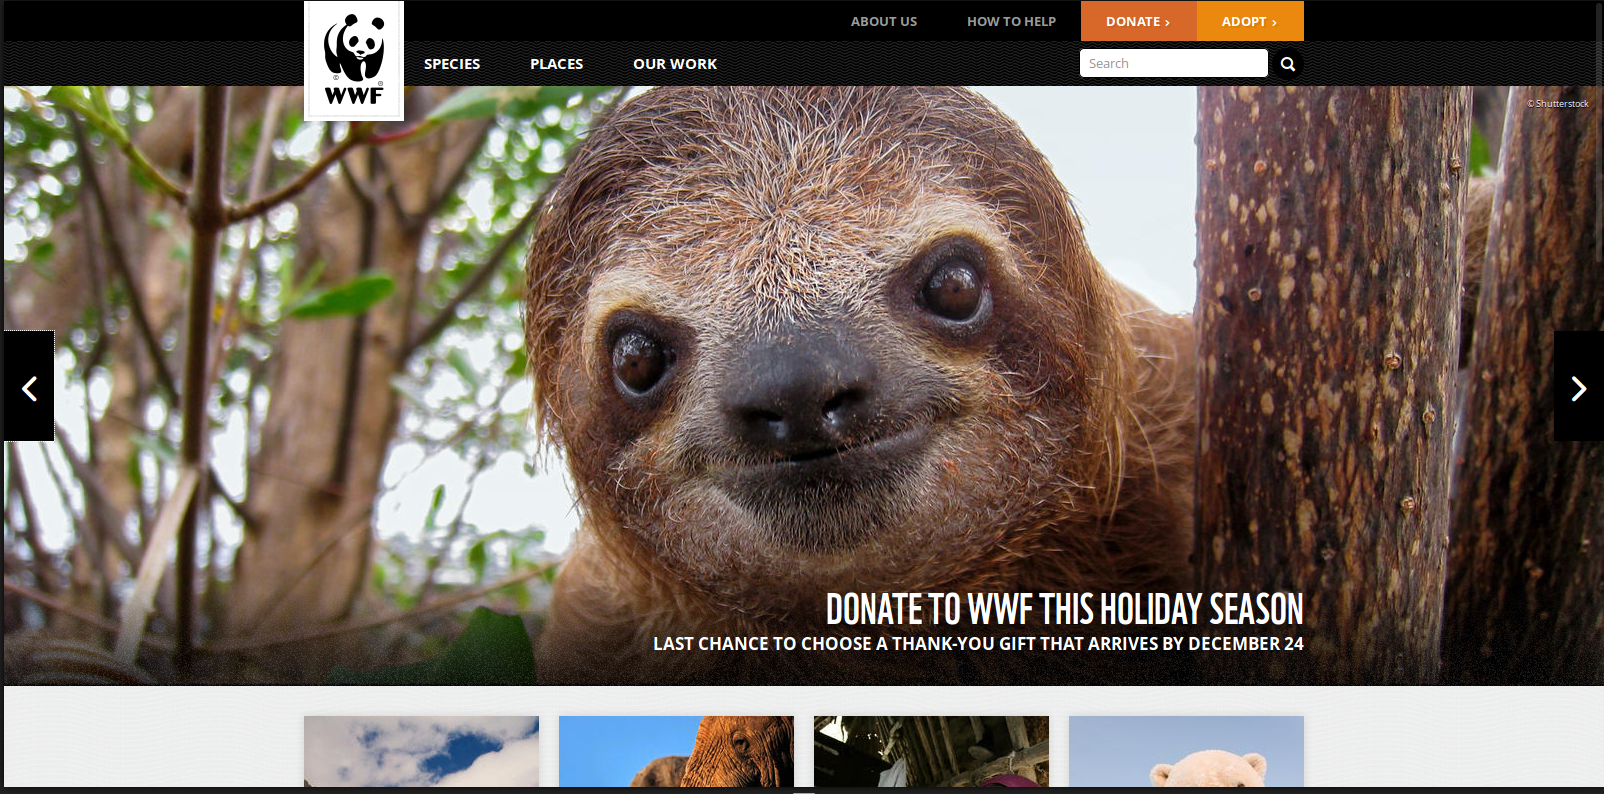 ABOUT US
HOW TO HELP
DONATE ›
ADOPT ›
WWF
SPECIES
PLACES
OUR WORK
Search
© Shutterstock
DONATE TO WWF THIS HOLIDAY SEASON
LAST CHANCE TO CHOOSE A THANK-YOU GIFT THAT ARRIVES BY DECEMBER 24